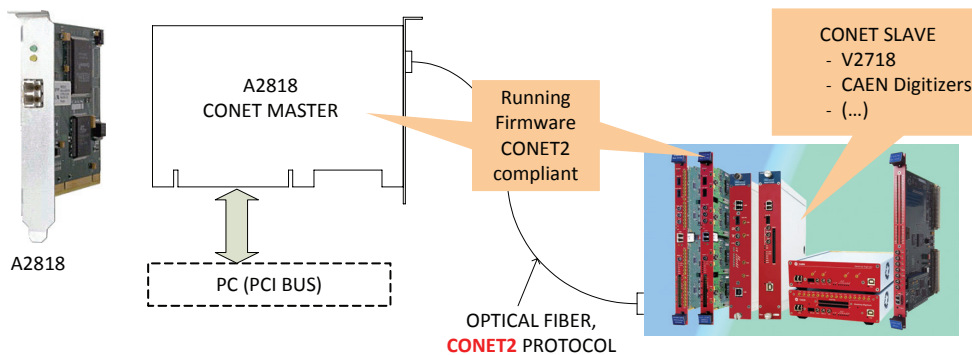 A2818
A2818
CONET MASTER
PC (PCI BUS)
Running
Firmware
CONET2
compliant
OPTICAL FIBER,
CONET2 PROTOCOL
CONET SLAVE
- V2718
- CAEN Digitizers
- (...)